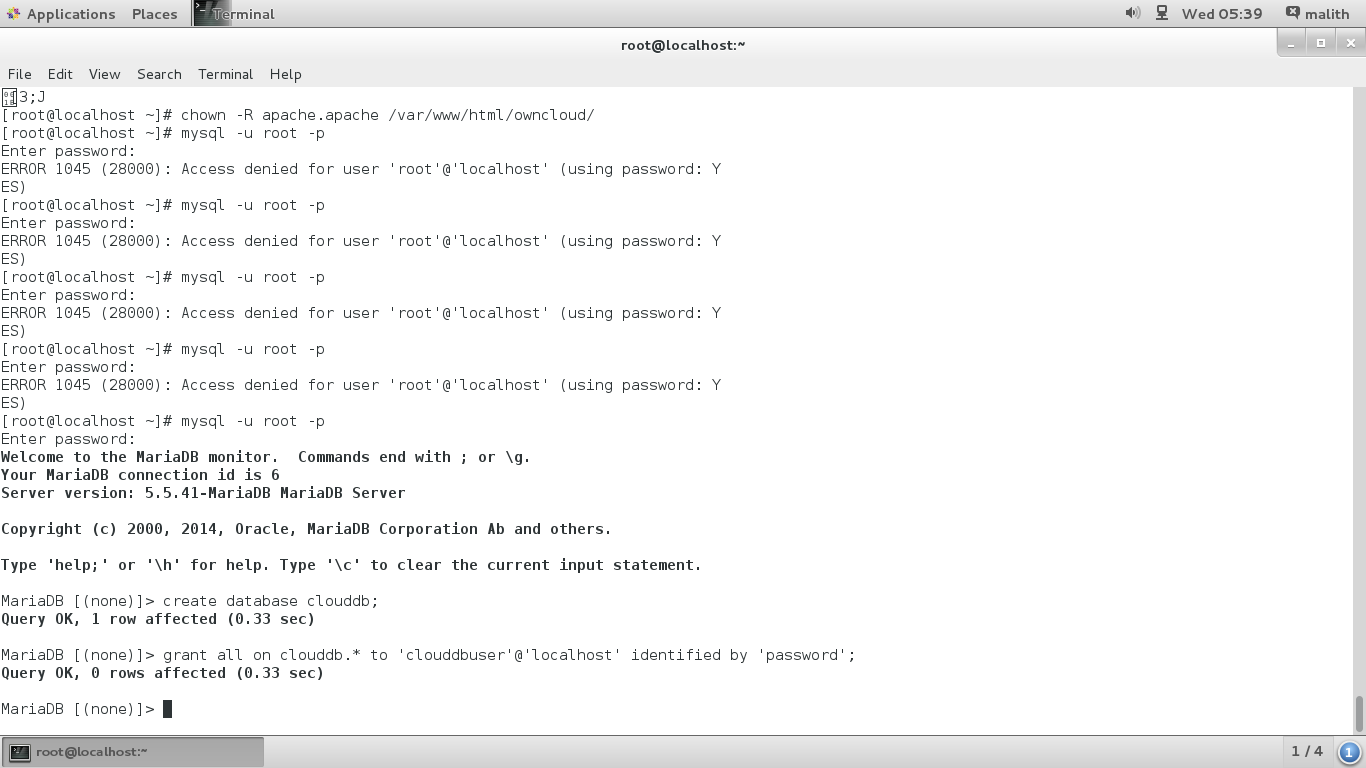 Applications Places Terminal Wed 05:39 malith
root@localhost:~
File Edit View Search Terminal Help
3;J
[root@localhost ~]# chown -R apache.apache /var/www/html/owncloud/
[root@localhost ~]# mysql -u root -p
Enter password:
ERROR 1045 (28000): Access denied for user 'root'@'localhost' (using password: Y
ES)
[root@localhost ~]# mysql -u root -p
Enter password:
ERROR 1045 (28000): Access denied for user 'root'@'localhost' (using password: Y
ES)
[root@localhost ~]# mysql -u root -p
Enter password:
ERROR 1045 (28000): Access denied for user 'root'@'localhost' (using password: Y
ES)
[root@localhost ~]# mysql -u root -p
Enter password:
ERROR 1045 (28000): Access denied for user 'root'@'localhost' (using password: Y
ES)
[root@localhost ~]# mysql -u root -p
Enter password:
Welcome to the MariaDB monitor.  Commands end with ; or \g.
Your MariaDB connection id is 6
Server version: 5.5.41-MariaDB MariaDB Server
Copyright (c) 2000, 2014, Oracle, MariaDB Corporation Ab and others.
Type 'help;' or '\h' for help. Type '\c' to clear the current input statement.
MariaDB [(none)]> create database clouddb;
Query OK, 1 row affected (0.33 sec)
MariaDB [(none)]> grant all on clouddb.* to 'clouddbuser'@'localhost' identified by 'password';
Query OK, 0 rows affected (0.33 sec)
MariaDB [(none)]>
root@localhost:~ 1 / 4 1